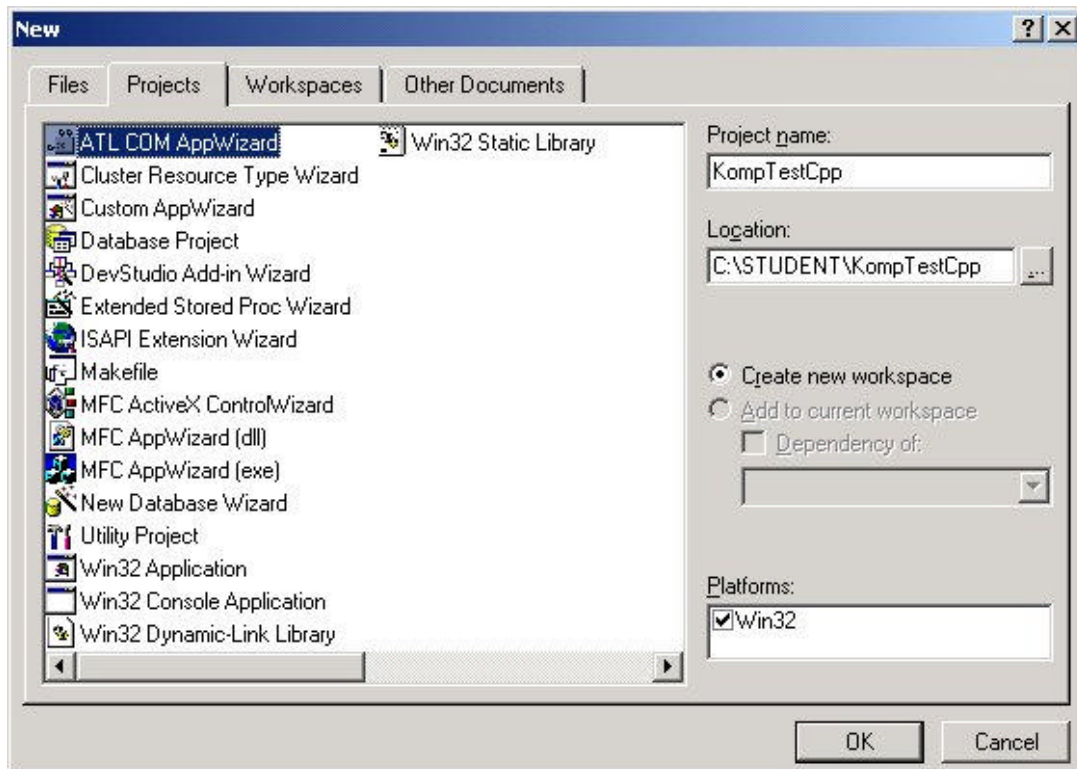 New
Files Projects Workspaces Other Documents
ATL COM AppWizard
Cluster Resource Type Wizard
Custom AppWizard
Database Project
DevStudio Add-in Wizard
Extended Stored Proc Wizard
ISAPI Extension Wizard
Makefile
MFC ActiveX ControlWizard
MFC AppWizard (dll)
MFC AppWizard (exe)
New Database Wizard
Utility Project
Win32 Application
Win32 Console Application
Win32 Dynamic-Link Library
Win32 Static Library
Project name:
KompTestCpp
Location:
C:\STUDENT\KompTestCpp
...
Create new workspace
Add to current workspace
Dependency of:
Platforms:
Win32
OK Cancel